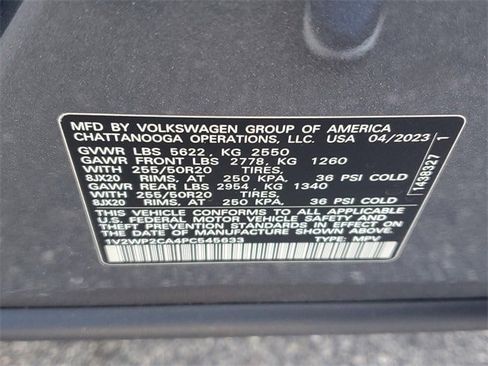 MFD BY VOLKSWAGEN GROUP OF AMERICA
CHATTANOOGA OPERATIONS, LLC. USA 04/2023
GVWR LBS 5622 , KG 2550
GAWR FRONT LBS 2778, KG 1260
WITH 255/50R20 TIRES,
8JX20 RIMS, AT 250 KPA, 36 PSI COLD
GAWR REAR LBS 2954, KG 1340
WITH 255/50R20 TIRES,
8JX20 RIMS, AT 250 KPA, 36 PSI COLD
THIS VEHICLE CONFORMS TO ALL APPLICABLE
U.S. FEDERAL MOTOR VEHICLE SAFETY AND
THEFT PREVENTION STANDARDS IN EFFECT ON
THE DATE OF MANUFACTURE SHOWN ABOVE.
1V2WP2CA4PC545633 TYPE: MPV
1438327 1